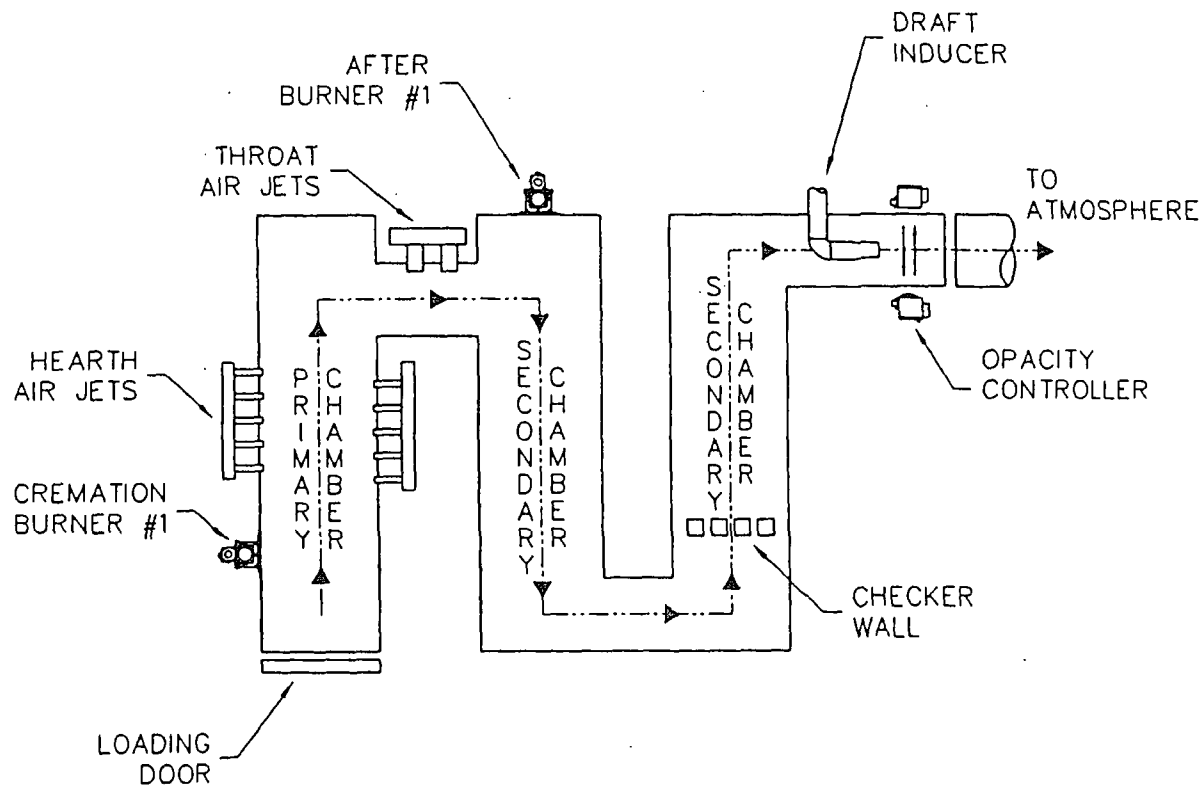 DRAFT
INDUCER
AFTER
BURNER #1
THROAT
AIR JETS
TO
ATMOSPHERE
HEARTH
AIR JETS
PRIMARY
CHAMBER
SECONDARY
CHAMBER
SECONDARY
CHAMBER
OPACITY
CONTROLLER
CREMATION
BURNER #1
CHECKER
WALL
LOADING
DOOR